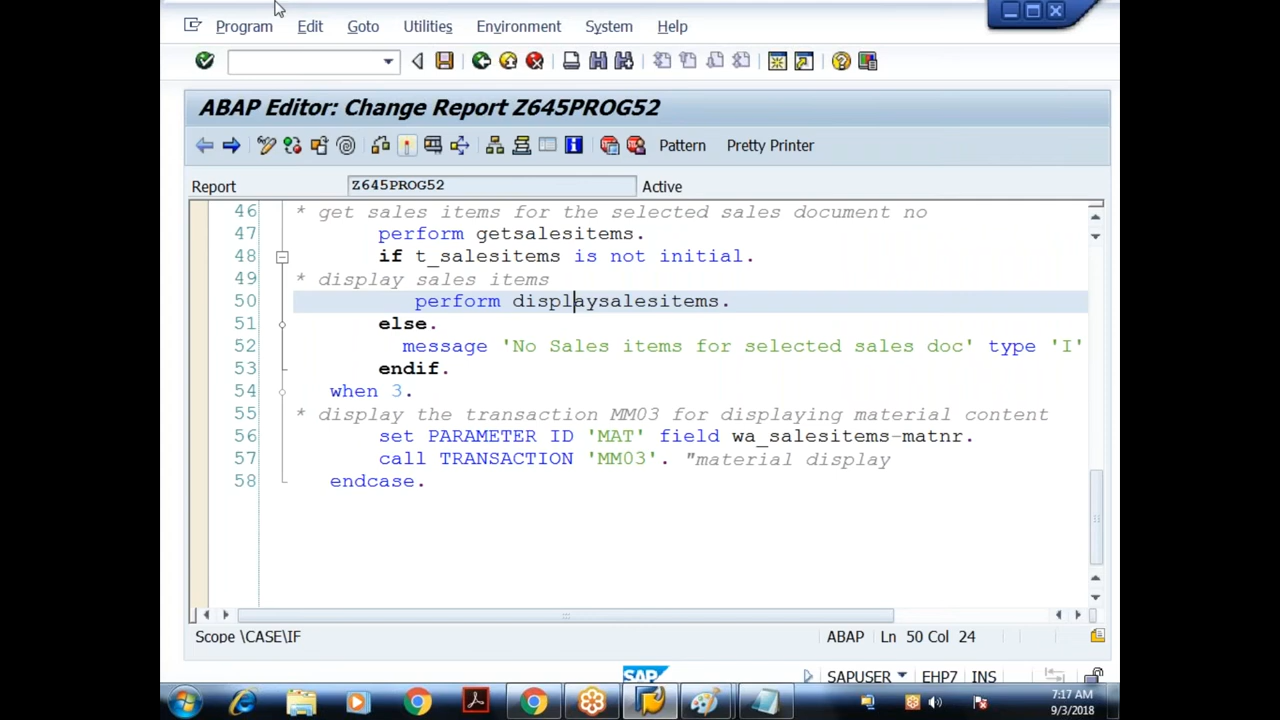 Program Edit Goto Utilities Environment System Help
ABAP Editor: Change Report Z645PROG52
Pattern Pretty Printer
Report Z645PROG52 Active
46 * get sales items for the selected sales document no
47 perform getsalesitems.
48 if t_salesitems is not initial.
49 * display sales items
50 perform displaysalesitems.
51 else.
52 message 'No Sales items for selected sales doc' type 'I'
53 endif.
54 when 3.
55 * display the transaction MM03 for displaying material content
56 set PARAMETER ID 'MAT' field wa_salesitems-matnr.
57 call TRANSACTION 'MM03'. "material display
58 endcase.
Scope \CASE\IF ABAP Ln 50 Col 24
SAP SAPUSER EHP7 INS
7:17 AM
9/3/2018